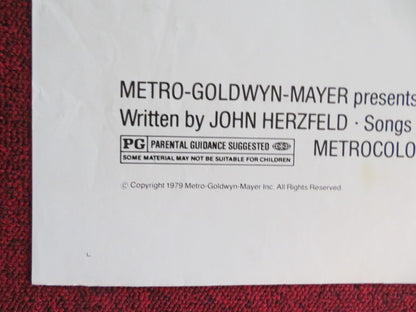 METRO-GOLDWYN-MAYER presents
Written by JOHN HERZFELD · Songs
PG PARENTAL GUIDANCE SUGGESTED
SOME MATERIAL MAY NOT BE SUITABLE FOR CHILDREN
METROCOLO
© Copyright 1979 Metro-Goldwyn-Mayer Inc. All Rights Reserved.